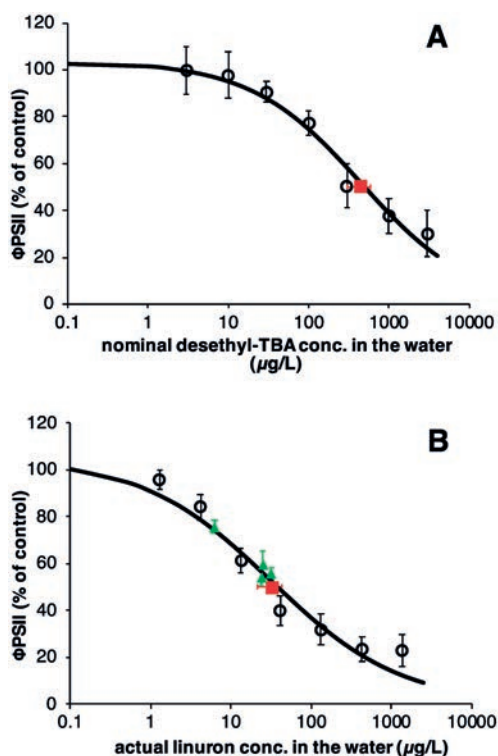 A
120
100
80
60
40
20
0
ΦPSII (% of control)
0.1 1 10 100 1000 10000
nominal desethyl-TBA conc. in the water
(µg/L)
B
120
100
80
60
40
20
0
ΦPSII (% of control)
0.1 1 10 100 1000 10000
actual linuron conc. in the water (µg/L)